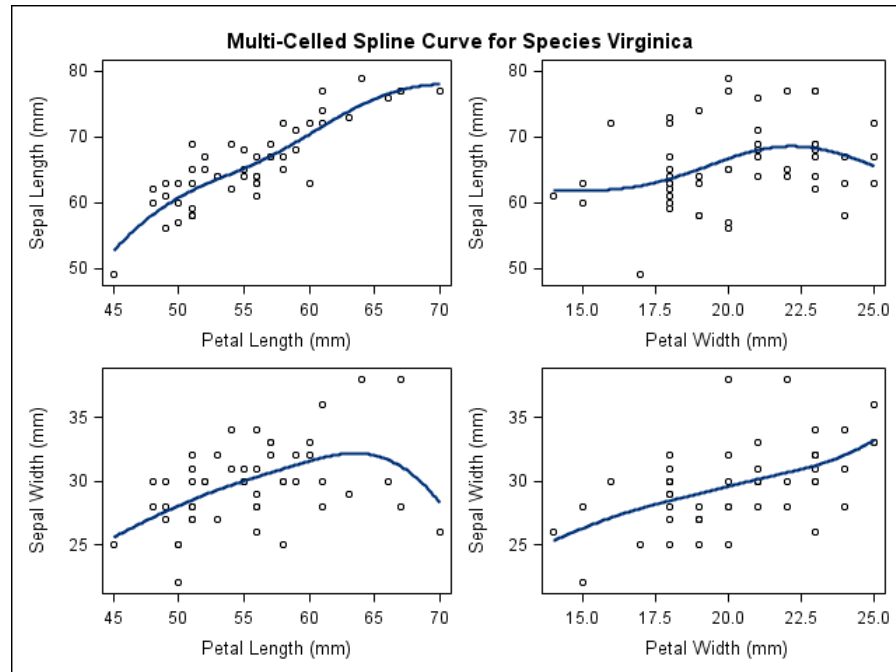 Multi-Celled Spline Curve for Species Virginica
80
70
60
50
Sepal Length (mm)
45 50 55 60 65 70
Petal Length (mm)
80
70
60
50
Sepal Length (mm)
15.0 17.5 20.0 22.5 25.0
Petal Width (mm)
35
30
25
Sepal Width (mm)
45 50 55 60 65 70
Petal Length (mm)
35
30
25
Sepal Width (mm)
15.0 17.5 20.0 22.5 25.0
Petal Width (mm)